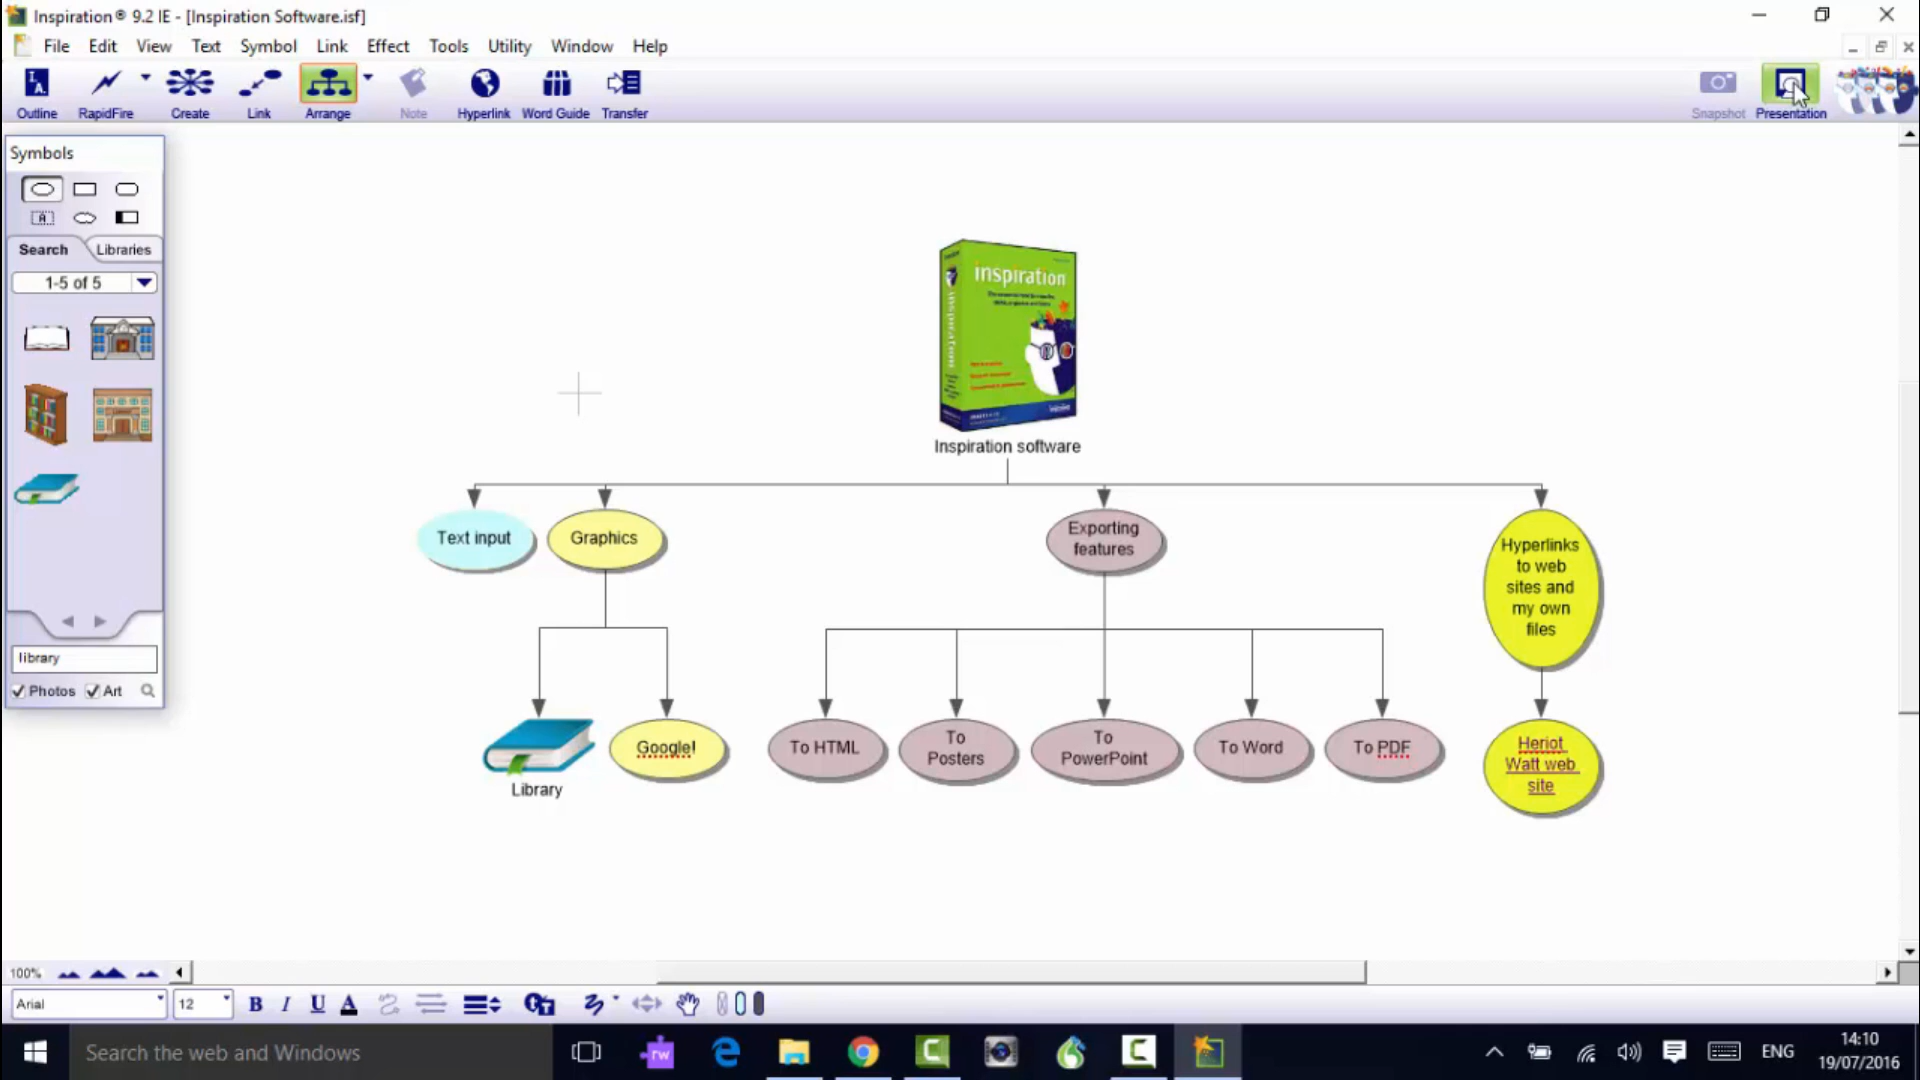 Inspiration® 9.2 IE - [Inspiration Software.isf]
File Edit View Text Symbol Link Effect Tools Utility Window Help
Outline RapidFire Create Link Arrange Note Hyperlink Word Guide Transfer Snapshot Presentation
Symbols
A
Search Libraries
1-5 of 5
library
Photos Art
inspiration
inspiration
Inspiration software
Text input
Graphics
Exporting
features
Hyperlinks
to web
sites and
my own
files
Library
Google!
To HTML
To
Posters
To
PowerPoint
To Word
To PDF
Heriot
Watt web
site
100%
Arial 12 B I U A
Search the web and Windows
rw
ENG
14:10
19/07/2016